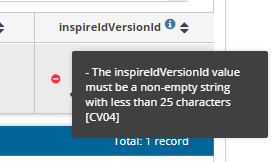 inspireIdVersionId
- The inspireIdVersionId value
must be a non-empty string
with less than 25 characters
[CV04]
Total: 1 record